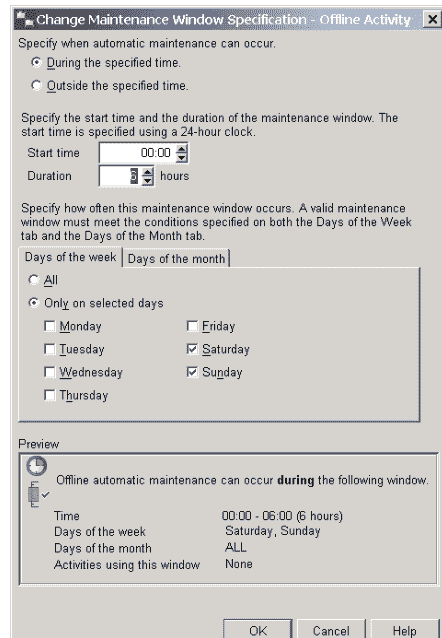 Change Maintenance Window Specification - Offline Activity
Specify when automatic maintenance can occur.
During the specified time.
Outside the specified time.
Specify the start time and the duration of the maintenance window. The
start time is specified using a 24-hour clock.
Start time 00:00
Duration 6 hours
Specify how often this maintenance window occurs. A valid maintenance
window must meet the conditions specified on both the Days of the Week
tab and the Days of the Month tab.
Days of the week Days of the month
All
Only on selected days
Monday Friday
Tuesday Saturday
Wednesday Sunday
Thursday
Preview
Offline automatic maintenance can occur during the following window.
Time 00:00 - 06:00 (6 hours)
Days of the week Saturday, Sunday
Days of the month ALL
Activities using this window None
OK Cancel Help